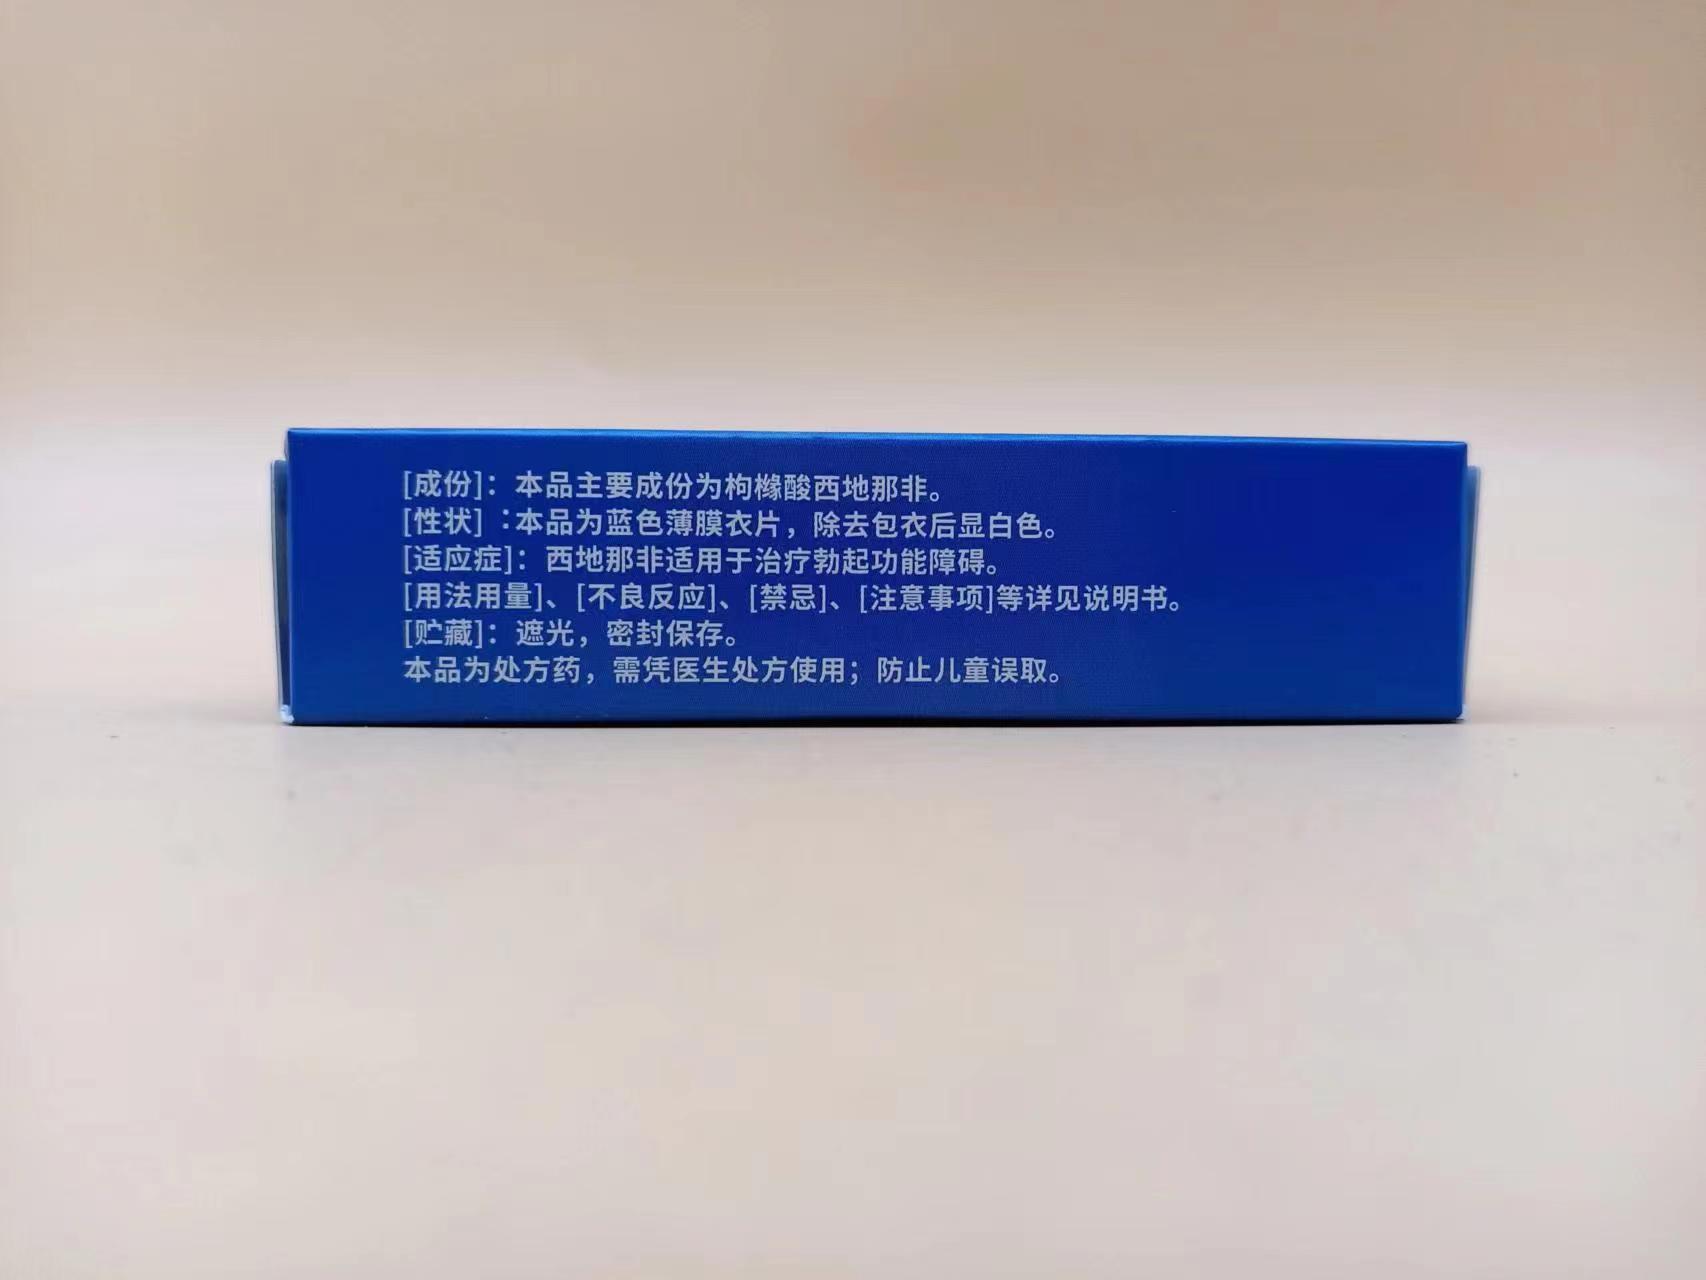 [成份]：本品主要成份为枸橼酸西地那非。
[性状] ：本品为蓝色薄膜衣片，除去包衣后显白色。
[适应症]：西地那非适用于治疗勃起功能障碍。
[用法用量]、[不良反应]、[禁忌]、[注意事项]等详见说明书。
[贮藏]：遮光，密封保存。
本品为处方药，需凭医生处方使用；防止儿童误取。